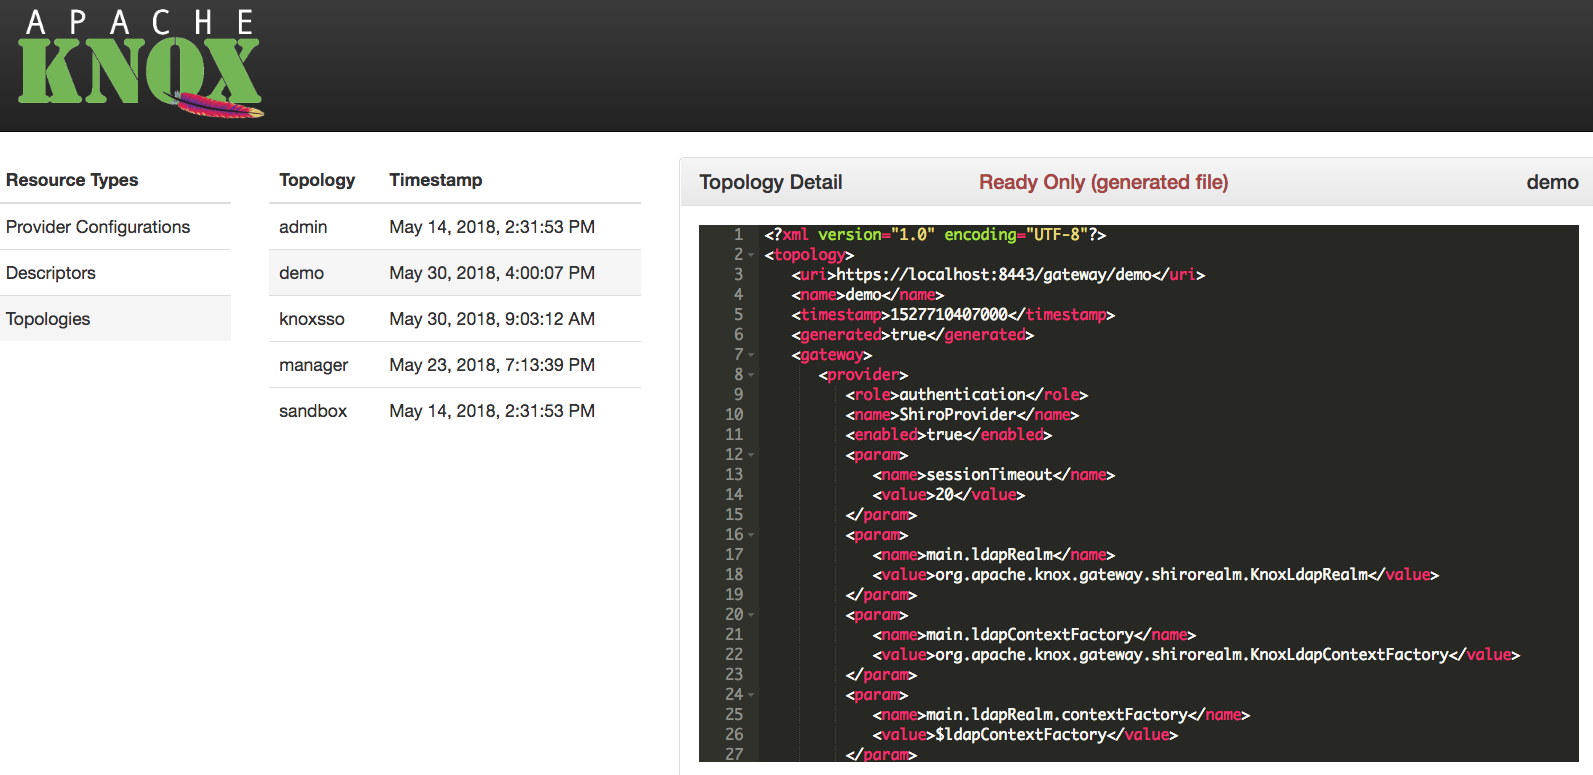 APACHE
KNOX
Resource Types
Provider Configurations
Descriptors
Topologies
Topology Timestamp
admin May 14, 2018, 2:31:53 PM
demo May 30, 2018, 4:00:07 PM
knoxsso May 30, 2018, 9:03:12 AM
manager May 23, 2018, 7:13:39 PM
sandbox May 14, 2018, 2:31:53 PM
Topology Detail Ready Only (generated file) demo
1 <?xml version="1.0" encoding="UTF-8"?>
2 <topology>
3 <uri>https://localhost:8443/gateway/demo</uri>
4 <name>demo</name>
5 <timestamp>1527710407000</timestamp>
6 <generated>true</generated>
7 <gateway>
8 <provider>
9 <role>authentication</role>
10 <name>ShiroProvider</name>
11 <enabled>true</enabled>
12 <param>
13 <name>sessionTimeout</name>
14 <value>20</value>
15 </param>
16 <param>
17 <name>main.ldapRealm</name>
18 <value>org.apache.knox.gateway.shirorealm.KnoxLdapRealm</value>
19 </param>
20 <param>
21 <name>main.ldapContextFactory</name>
22 <value>org.apache.knox.gateway.shirorealm.KnoxLdapContextFactory</value>
23 </param>
24 <param>
25 <name>main.ldapRealm.contextFactory</name>
26 <value>$ldapContextFactory</value>
27 </param>